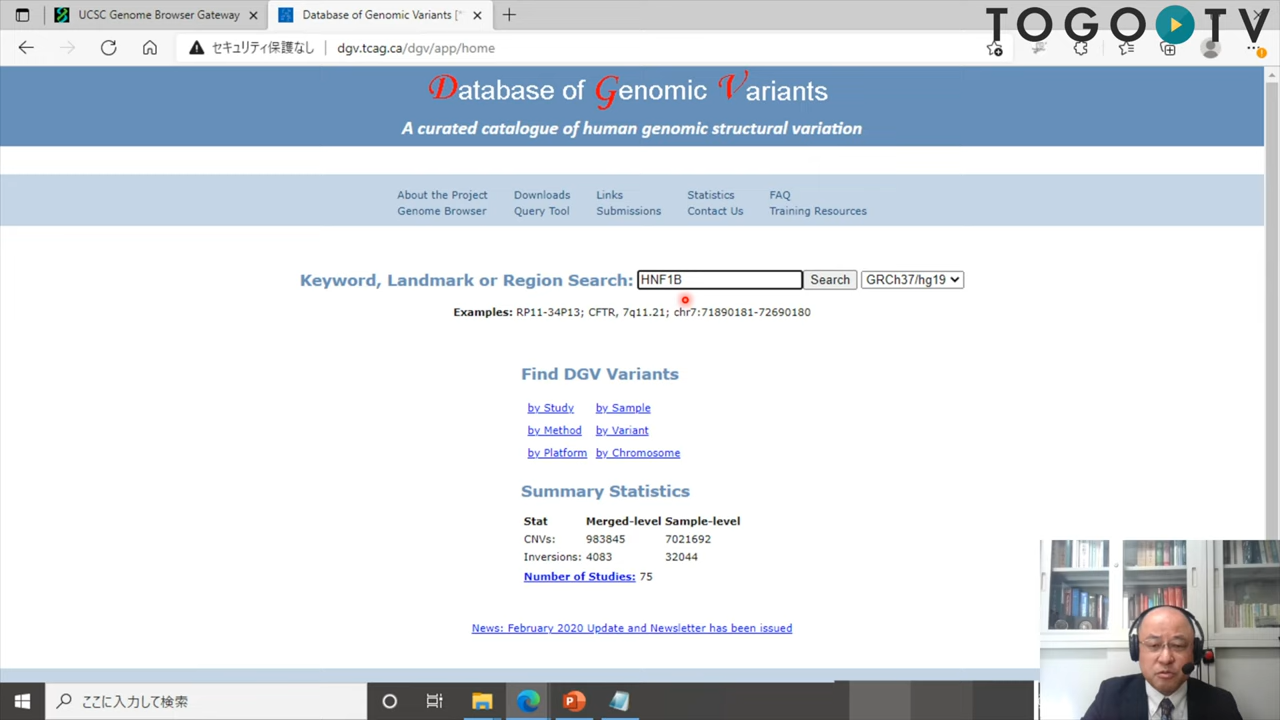 UCSC Genome Browser Gateway
Database of Genomic Variants [
TOGO TV
セキュリティ保護なし dgv.tcag.ca/dgv/app/home
Database of Genomic Variants
A curated catalogue of human genomic structural variation
About the Project Downloads Links Statistics FAQ
Genome Browser Query Tool Submissions Contact Us Training Resources
Keyword, Landmark or Region Search: HNF1B Search GRCh37/hg19
Examples: RP11-34P13; CFTR, 7q11.21; chr7:71890181-72690180
Find DGV Variants
by Study by Sample
by Method by Variant
by Platform by Chromosome
Summary Statistics
Stat Merged-level Sample-level
CNVs: 983845 7021692
Inversions: 4083 32044
Number of Studies: 75
News: February 2020 Update and Newsletter has been issued
ここに入力して検索